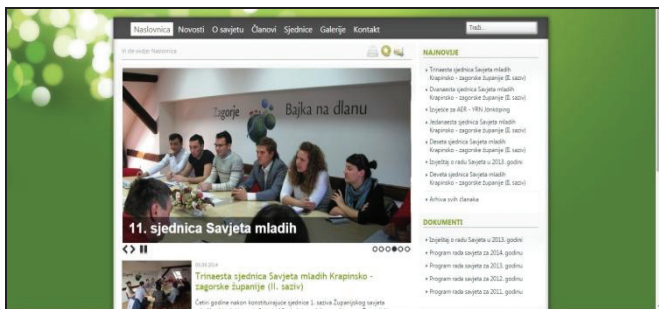 Naslovnica Novosti O savjetu Članovi Sjednice Galerije Kontakt
Traži...
Vi ste ovdje: Naslovnica
Zagorje Bajka na dlanu
11. sjednica Savjeta mladih
Trinaesta sjednica Savjeta mladih Krapinsko -
zagorske županije (II. saziv)
Četiri godine nakon konstituirajuće sjednice 1. saziva Županijskog savjeta
NAJNOVIJE
Trinaesta sjednica Savjeta mladih
Krapinsko - zagorske županije (II. saziv)
Dvanaesta sjednica Savjeta mladih
Krapinsko - zagorske županije (II. saziv)
Izvješće za AER - YRN Jönköping
Jedanaesta sjednica Savjeta mladih
Krapinsko - zagorske županije (II. saziv)
Deseta sjednica Savjeta mladih
Krapinsko - zagorske županije (II. saziv)
Izvještaj o radu Savjeta u 2013. godini
Deveta sjednica Savjeta mladih
Krapinsko - zagorske županije (II. saziv)
Arhiva svih članaka
DOKUMENTI
Izvještaj o radu Savjeta u 2013. godini
Program rada savjeta za 2014. godinu
Program rada savjeta za 2013. godinu
Program rada savjeta za 2012. godinu
Program rada savjeta za 2011. godinu